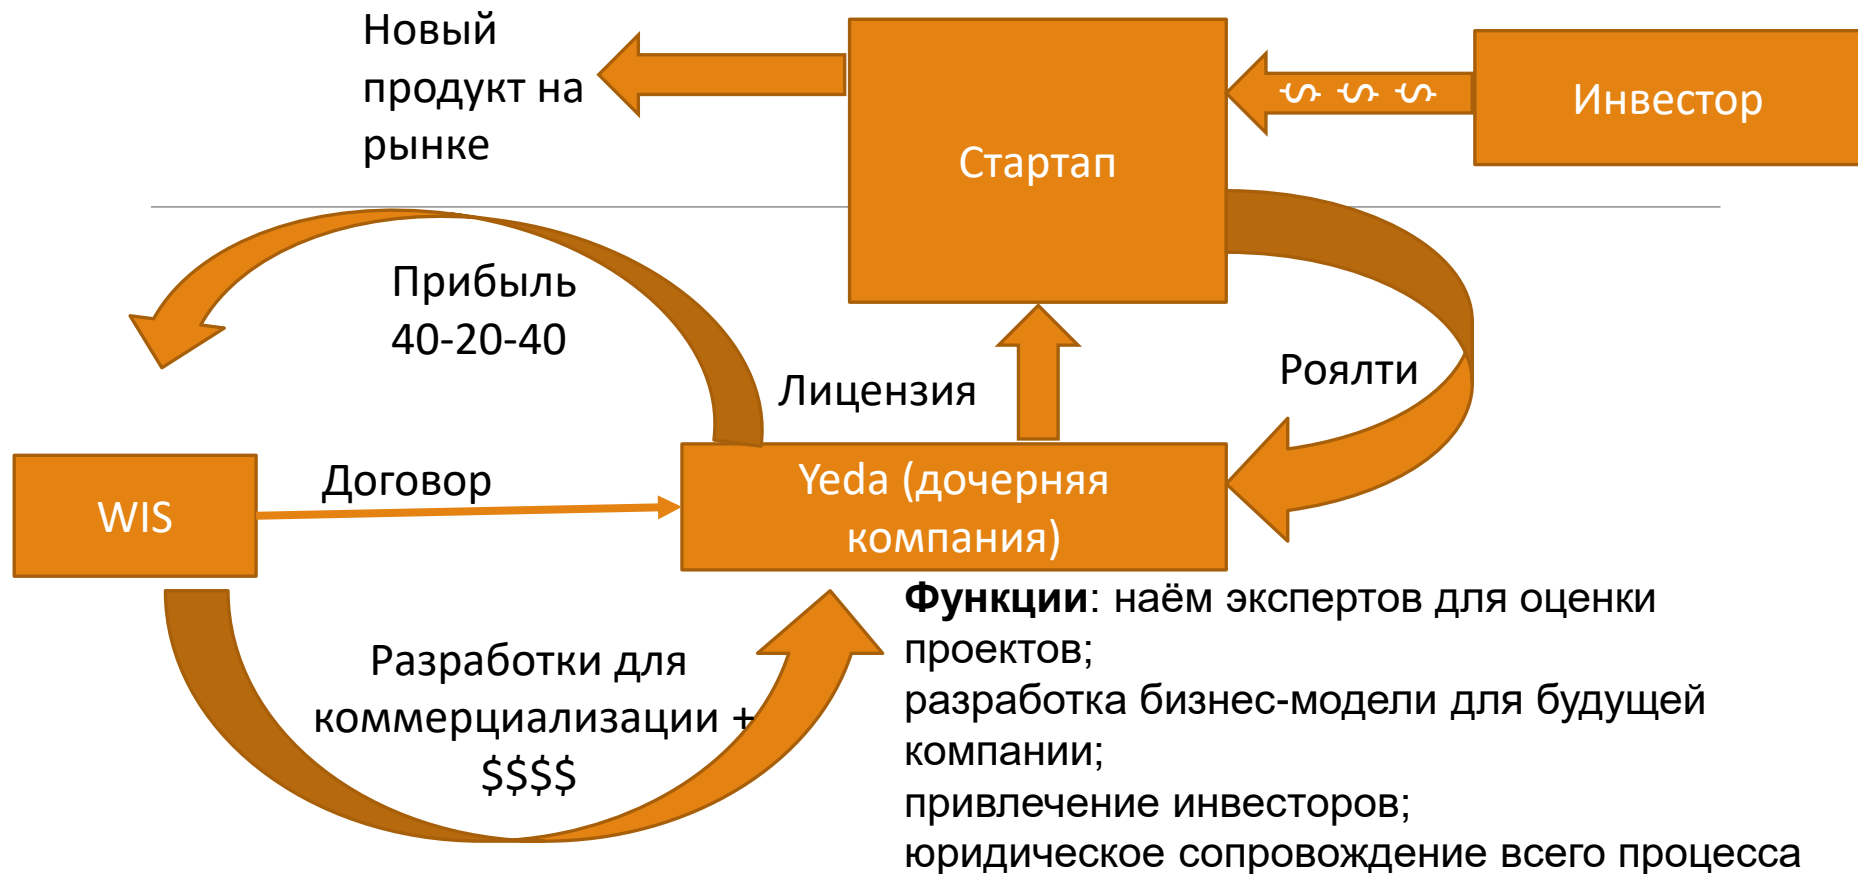 Новый
продукт на
рынке
Стартап
$ $ $
Инвестор
Прибыль
40-20-40
Лицензия
Роялти
WIS
Договор
Yeda (дочерняя
компания)
Разработки для
коммерциализации +
$$$$
Функции: наём экспертов для оценки
проектов;
разработка бизнес-модели для будущей
компании;
привлечение инвесторов;
юридическое сопровождение всего процесса